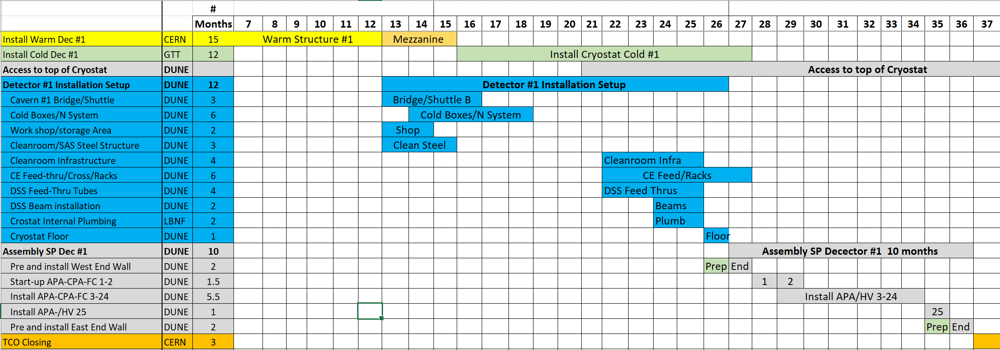 #
Months 7 8 9 10 11 12 13 14 15 16 17 18 19 20 21 22 23 24 25 26 27 28 29 30 31 32 33 34 35 36 37
Install Warm Dec #1 CERN 15 Warm Structure #1 Mezzanine
Install Cold Dec #1 GTT 12 Install Cryostat Cold #1
Access to top of Cryostat DUNE Access to top of Cryostat
Detector #1 Installation Setup DUNE 12 Detector #1 Installation Setup
Cavern #1 Bridge/Shuttle DUNE 3 Bridge/Shuttle B
Cold Boxes/N System DUNE 6 Cold Boxes/N System
Work shop/storage Area DUNE 2 Shop
Cleanroom/SAS Steel Structure DUNE 3 Clean Steel
Cleanroom Infrastructure DUNE 4 Cleanroom Infra
CE Feed-thru/Cross/Racks DUNE 6 CE Feed/Racks
DSS Feed-Thru Tubes DUNE 4 DSS Feed Thrus
DSS Beam installation DUNE 2 Beams
Crostat Internal Plumbing LBNF 2 Plumb
Cryostat Floor DUNE 1 Floor
Assembly SP Dec #1 DUNE 10 Assembly SP Decector #1 10 months
Pre and install West End Wall DUNE 2 Prep End
Start-up APA-CPA-FC 1-2 DUNE 1.5 1 2
Install APA-CPA-FC 3-24 DUNE 5.5 Install APA/HV 3-24
Install APA-/HV 25 DUNE 1 25
Pre and install East End Wall DUNE 2 Prep End
TCO Closing CERN 3